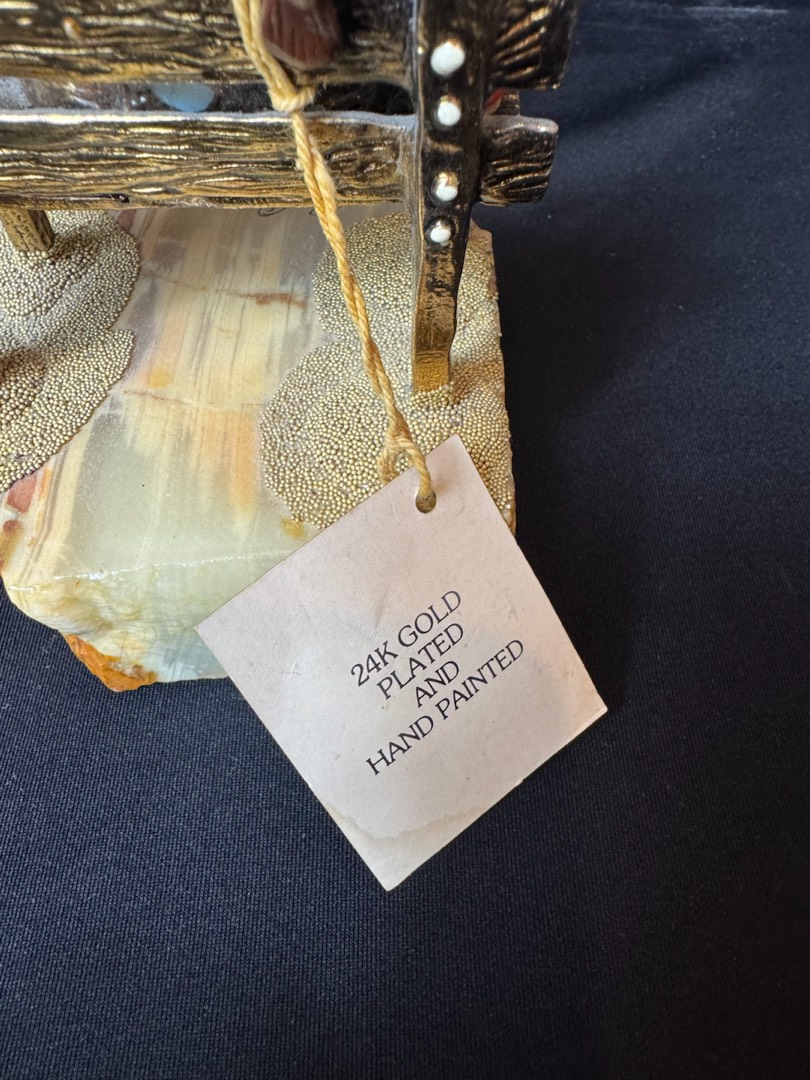 24K GOLD
PLATED
AND
HAND PAINTED